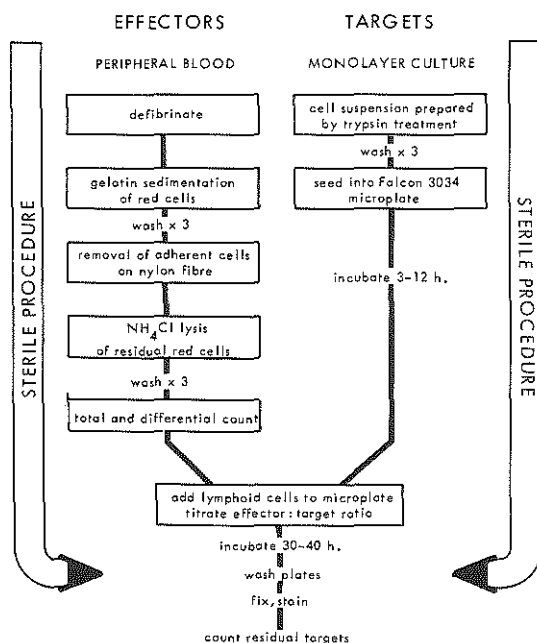 EFFECTORS
PERIPHERAL BLOOD
defibrinate
gelatin sedimentation
of red cells
wash x 3
removal of adherent cells
on nylon fibre
NH4Cl lysis
of residual red cells
wash x 3
total and differential count
TARGETS
MONOLAYER CULTURE
cell suspension prepared
by trypsin treatment
wash x 3
seed into Falcon 3034
microplate
incubate 3-12 h.
add lymphoid cells to microplate
titrate effector : target ratio
incubate 30-40 h.
wash plates
fix, stain
count residual targets
STERILE PROCEDURE
STERILE PROCEDURE